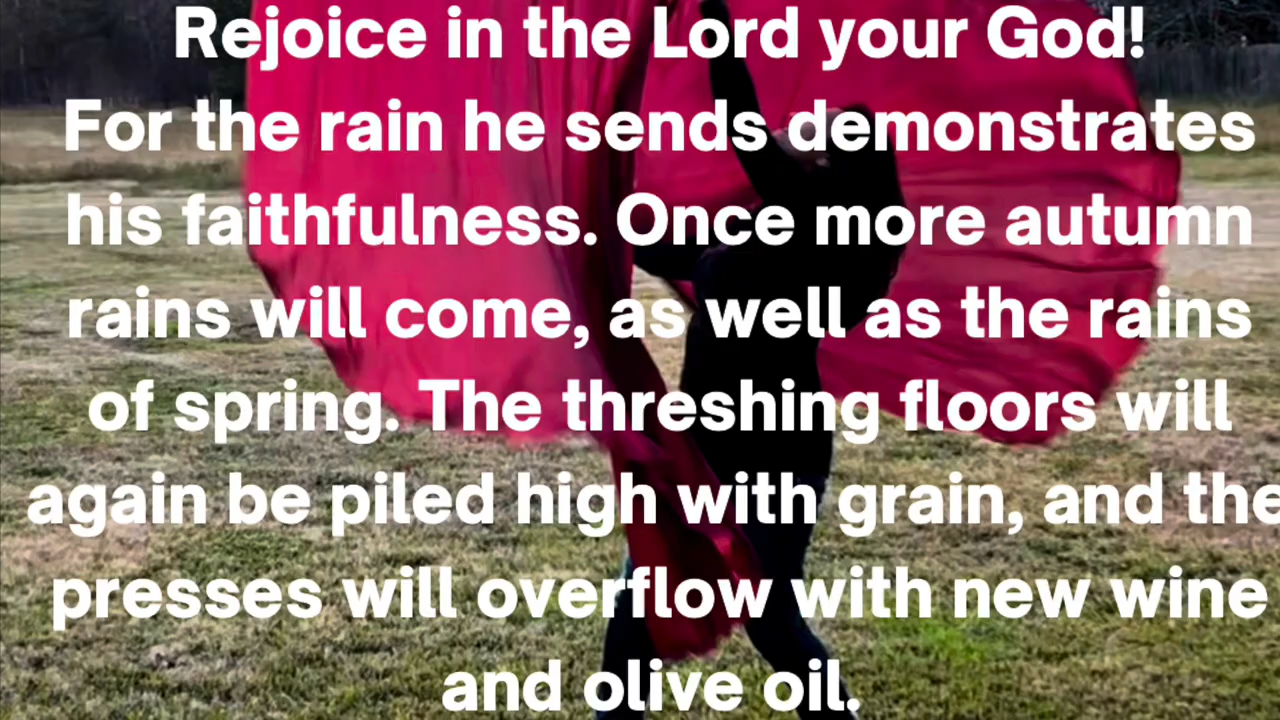 Rejoice in the Lord your God!
For the rain he sends demonstrates
his faithfulness. Once more autumn
rains will come, as well as the rains
of spring. The threshing floors will
again be piled high with grain, and the
presses will overflow with new wine
and olive oil.